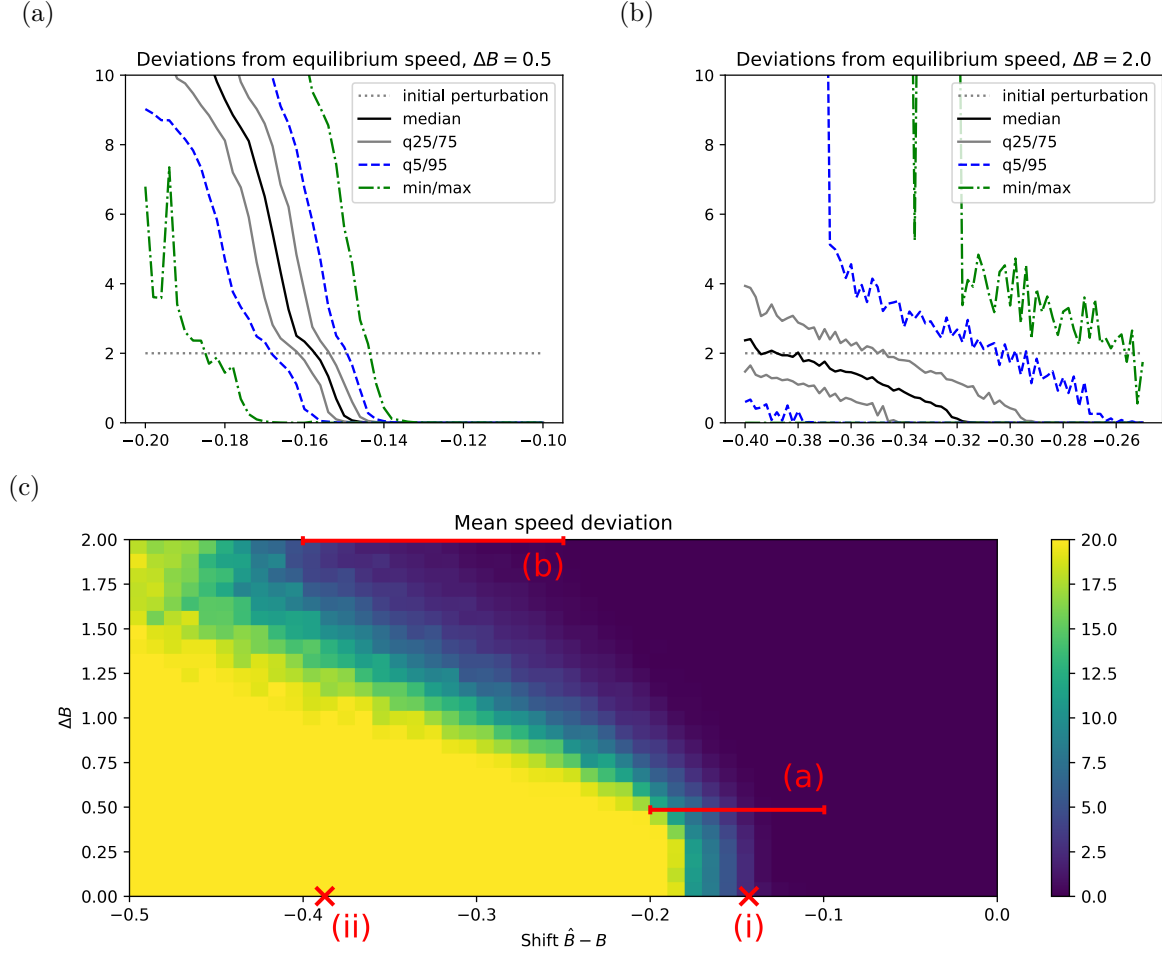 (a)
Deviations from equilibrium speed, ΔB = 0.5
10
8
6
4
2
0
−0.20 −0.18 −0.16 −0.14 −0.12 −0.10
initial perturbation
median
q25/75
q5/95
min/max
(b)
Deviations from equilibrium speed, ΔB = 2.0
10
8
6
4
2
0
−0.40 −0.38 −0.36 −0.34 −0.32 −0.30 −0.28 −0.26
initial perturbation
median
q25/75
q5/95
min/max
(c)
Mean speed deviation
ΔB
2.00
1.75
1.50
1.25
1.00
0.75
0.50
0.25
0.00
(b)
(a)
(ii)
(i)
−0.5 −0.4 −0.3 −0.2 −0.1 0.0
Shift B̂ − B
20.0
17.5
15.0
12.5
10.0
7.5
5.0
2.5
0.0